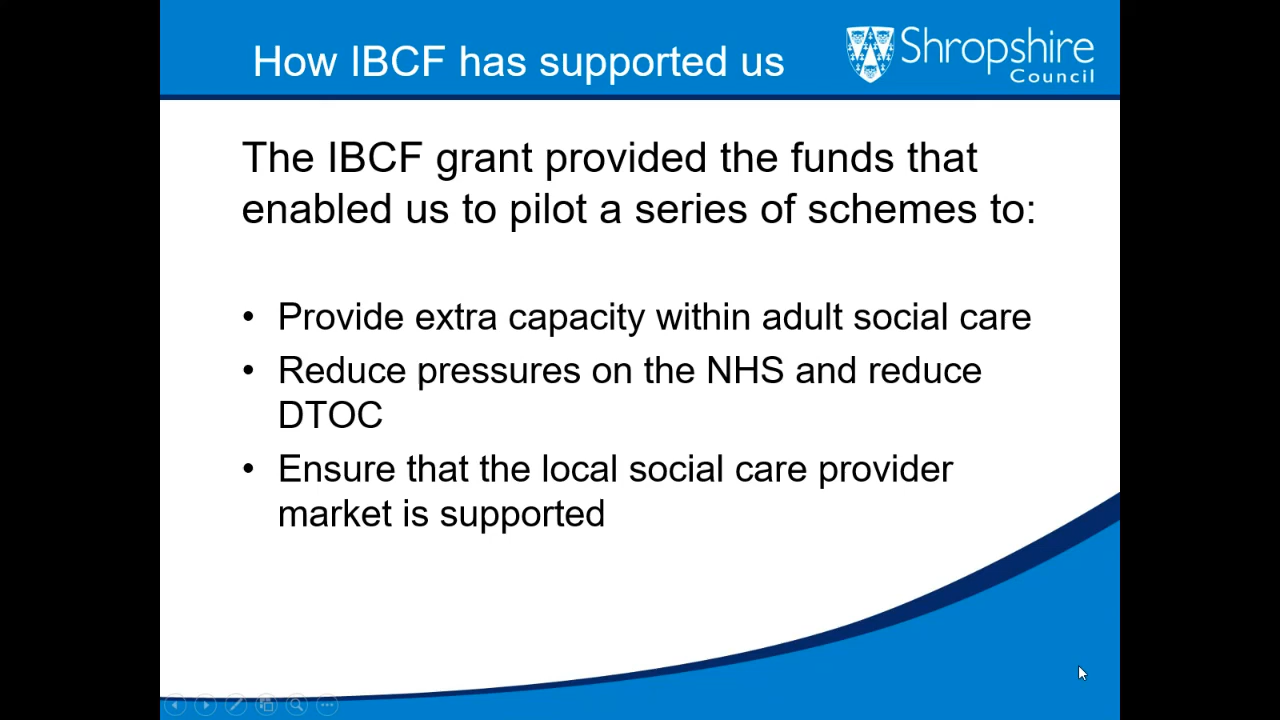 How IBCF has supported us
Shropshire
Council
The IBCF grant provided the funds that
enabled us to pilot a series of schemes to:
• Provide extra capacity within adult social care
• Reduce pressures on the NHS and reduce
DTOC
• Ensure that the local social care provider
market is supported